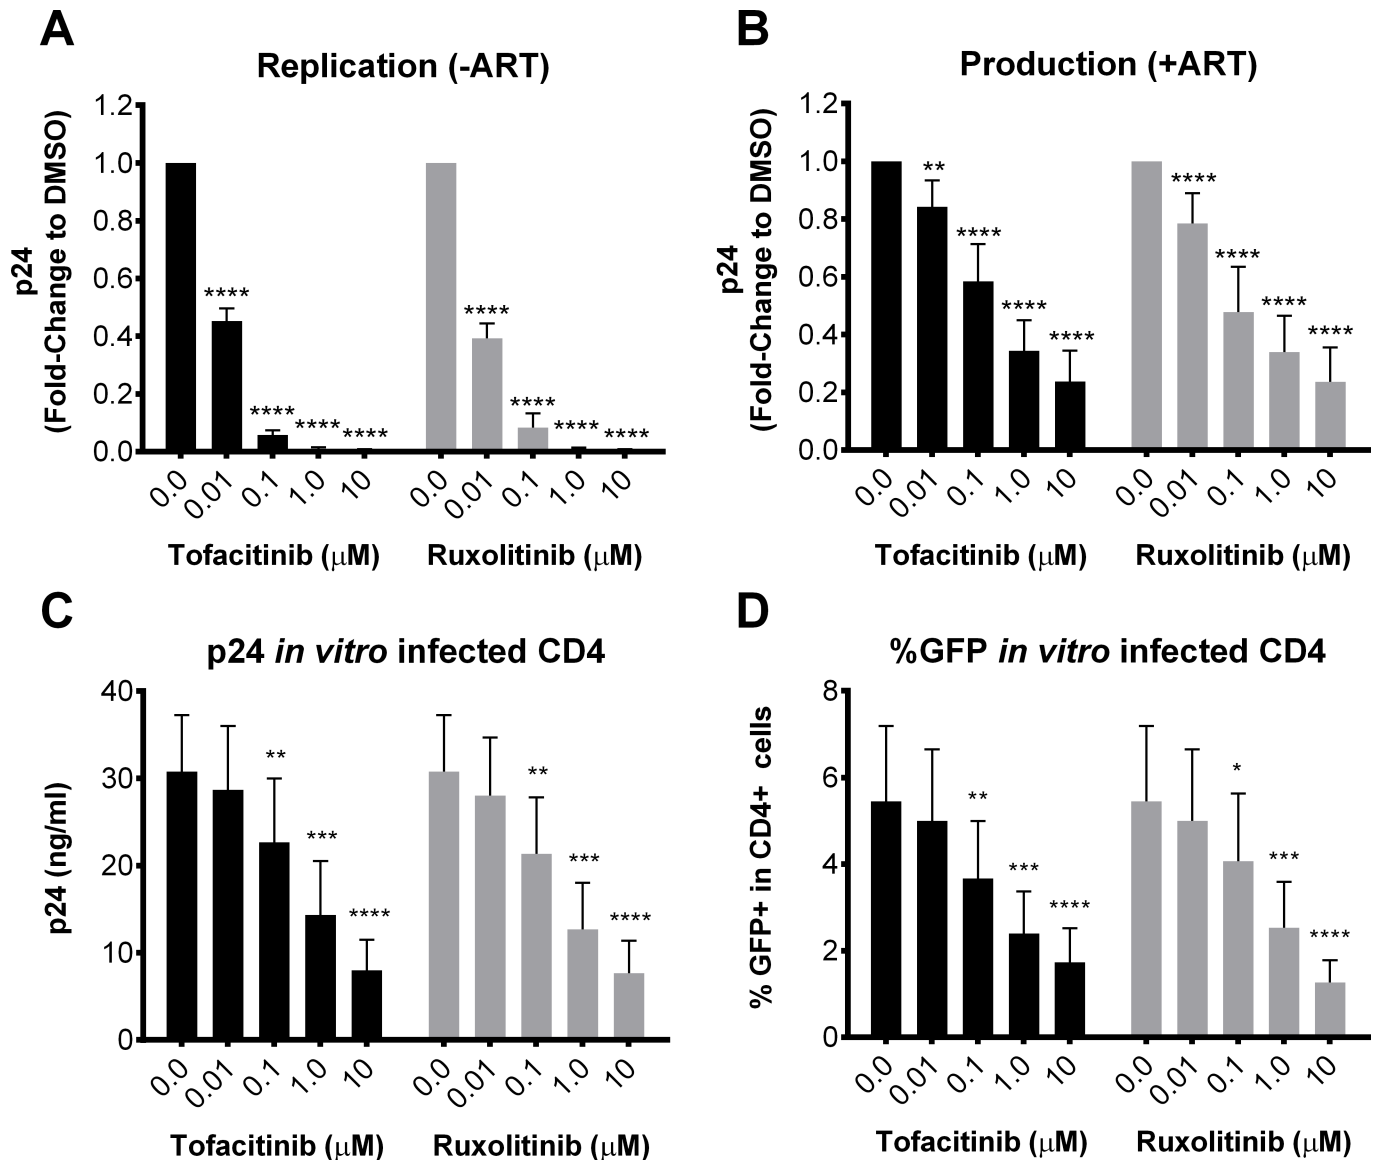 A
Replication (-ART)
p24
(Fold-Change to DMSO)
1.2
1.0
0.8
0.6
0.4
0.2
0.0
**** **** **** ****
**** **** **** ****
0.0 0.01 0.1 1.0 10 0.0 0.01 0.1 1.0 10
Tofacitinib (μM) Ruxolitinib (μM)
B
Production (+ART)
p24
(Fold-Change to DMSO)
1.2
1.0
0.8
0.6
0.4
0.2
0.0
** **** **** ****
**** **** **** ****
0.0 0.01 0.1 1.0 10 0.0 0.01 0.1 1.0 10
Tofacitinib (μM) Ruxolitinib (μM)
C
p24 in vitro infected CD4
p24 (ng/ml)
40
30
20
10
0
** *** ****
** *** ****
0.0 0.01 0.1 1.0 10 0.0 0.01 0.1 1.0 10
Tofacitinib (μM) Ruxolitinib (μM)
D
%GFP in vitro infected CD4
% GFP+ in CD4+ cells
8
6
4
2
0
** *** ****
* *** ****
0.0 0.01 0.1 1.0 10 0.0 0.01 0.1 1.0 10
Tofacitinib (μM) Ruxolitinib (μM)